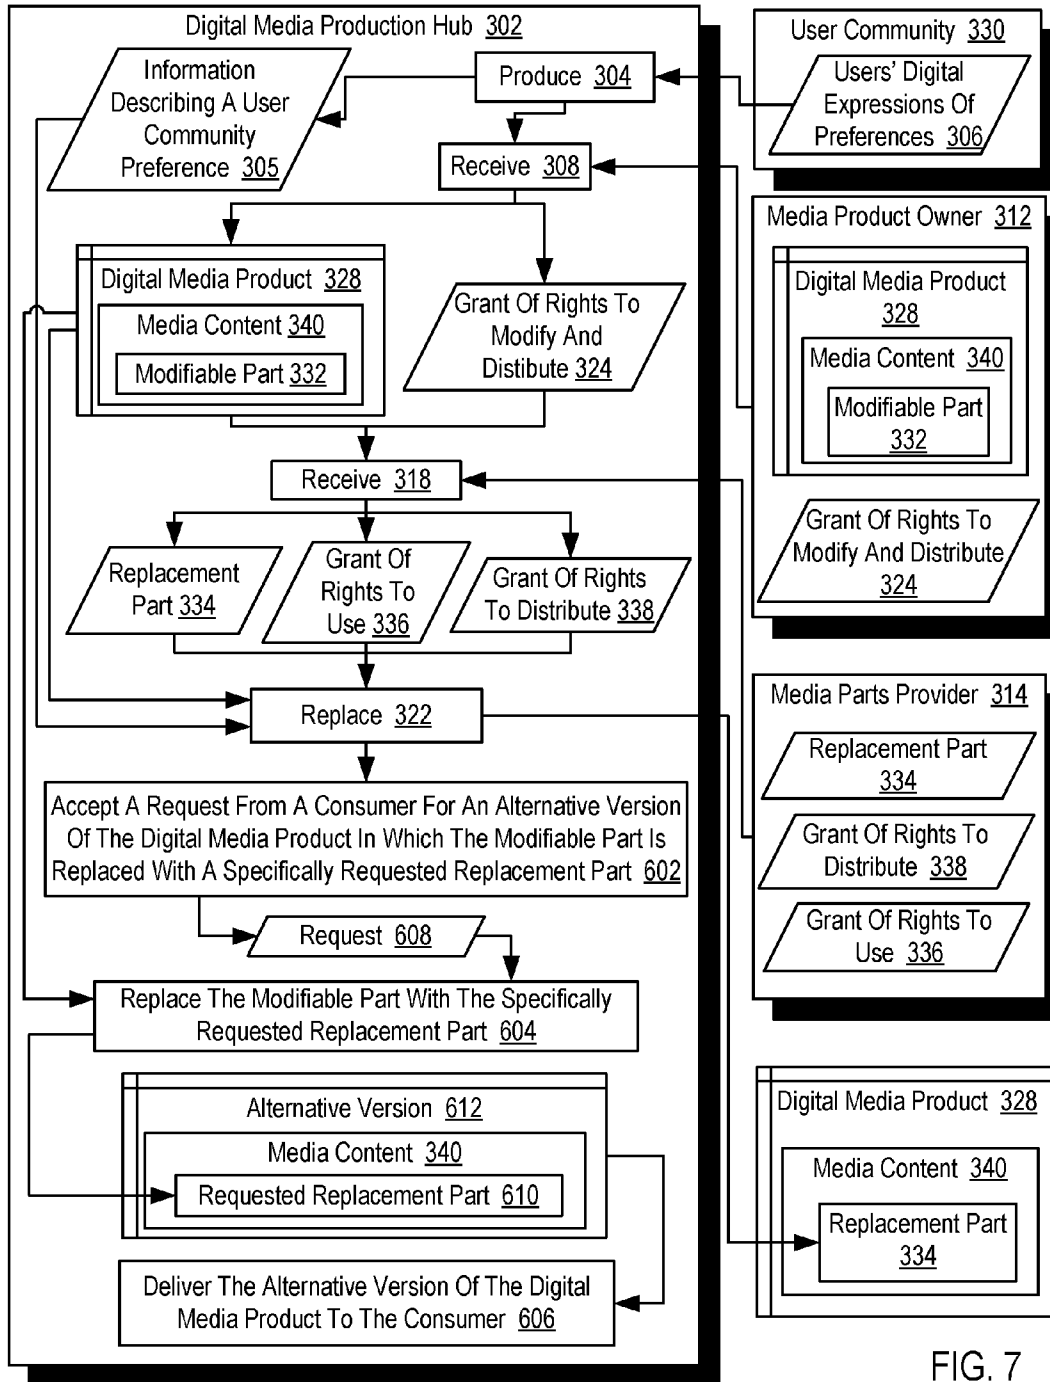 Digital Media Production Hub 302
Information
Describing A User
Community
Preference 305
Produce 304
Receive 308
Digital Media Product 328
Media Content 340
Modifiable Part 332
Grant Of Rights To
Modify And
Distibute 324
Receive 318
Replacement
Part 334
Grant Of
Rights To
Use 336
Grant Of Rights
To Distribute 338
Replace 322
Accept A Request From A Consumer For An Alternative Version
Of The Digital Media Product In Which The Modifiable Part Is
Replaced With A Specifically Requested Replacement Part 602
Request 608
Replace The Modifiable Part With The Specifically
Requested Replacement Part 604
Alternative Version 612
Media Content 340
Requested Replacement Part 610
Deliver The Alternative Version Of The Digital
Media Product To The Consumer 606
User Community 330
Users' Digital
Expressions Of
Preferences 306
Media Product Owner 312
Digital Media Product
328
Media Content 340
Modifiable Part
332
Grant Of Rights To
Modify And Distribute
324
Media Parts Provider 314
Replacement Part
334
Grant Of Rights To
Distribute 338
Grant Of Rights To
Use 336
Digital Media Product 328
Media Content 340
Replacement Part
334
FIG. 7